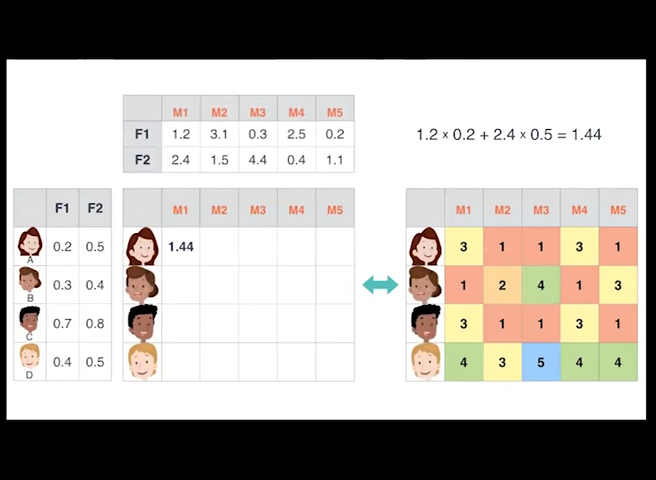 M1 M2 M3 M4 M5
F1 1.2 3.1 0.3 2.5 0.2
F2 2.4 1.5 4.4 0.4 1.1
1.2 x 0.2 + 2.4 x 0.5 = 1.44
F1 F2
A 0.2 0.5
B 0.3 0.4
C 0.7 0.8
D 0.4 0.5
M1 M2 M3 M4 M5
1.44
M1 M2 M3 M4 M5
3 1 1 3 1
1 2 4 1 3
3 1 1 3 1
4 3 5 4 4